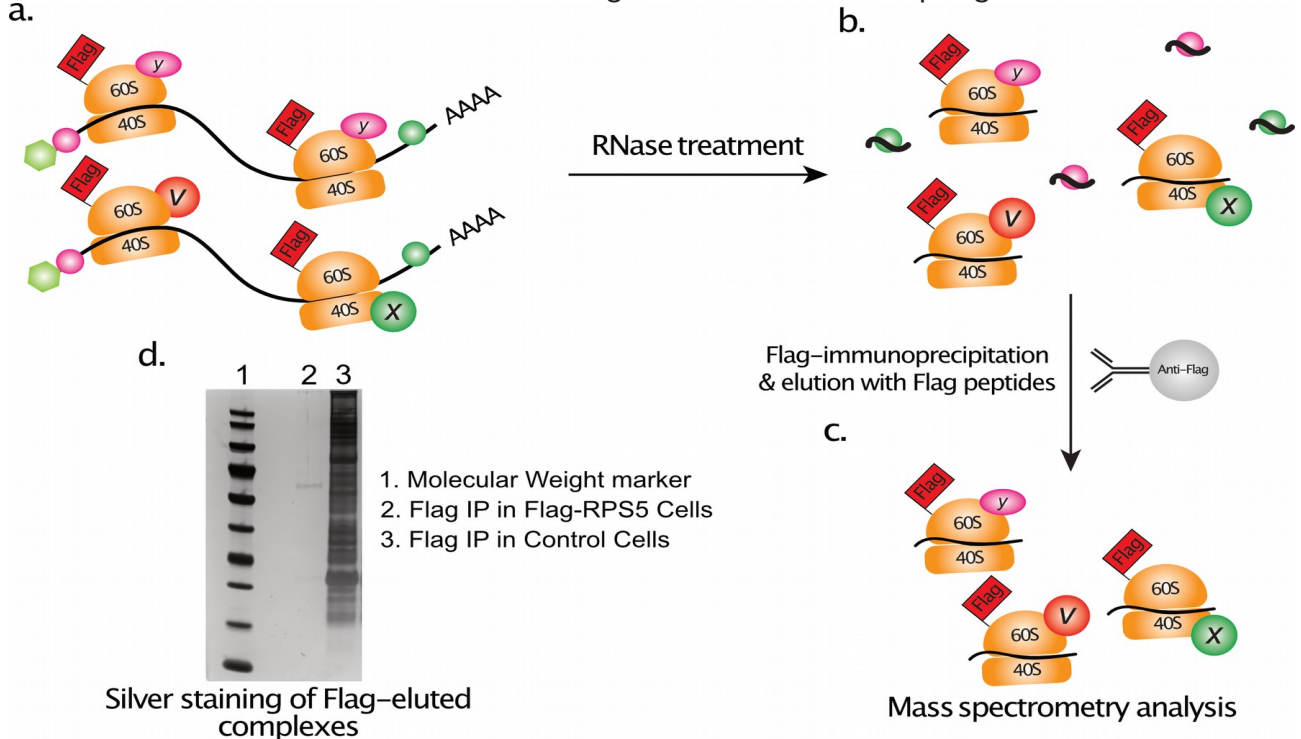 a.
Flag
y
60S
40S
Flag
y
60S
40S
AAAA
Flag
V
60S
40S
Flag
60S
40S
X
AAAA
RNase treatment
b.
Flag
y
60S
40S
Flag
60S
40S
X
Flag
V
60S
40S
Flag-immunoprecipitation
& elution with Flag peptides
Anti-Flag
c.
Flag
y
60S
40S
Flag
60S
40S
X
Flag
V
60S
40S
Mass spectrometry analysis
d.
1 2 3
1. Molecular Weight marker
2. Flag IP in Flag-RPS5 Cells
3. Flag IP in Control Cells
Silver staining of Flag-eluted
complexes